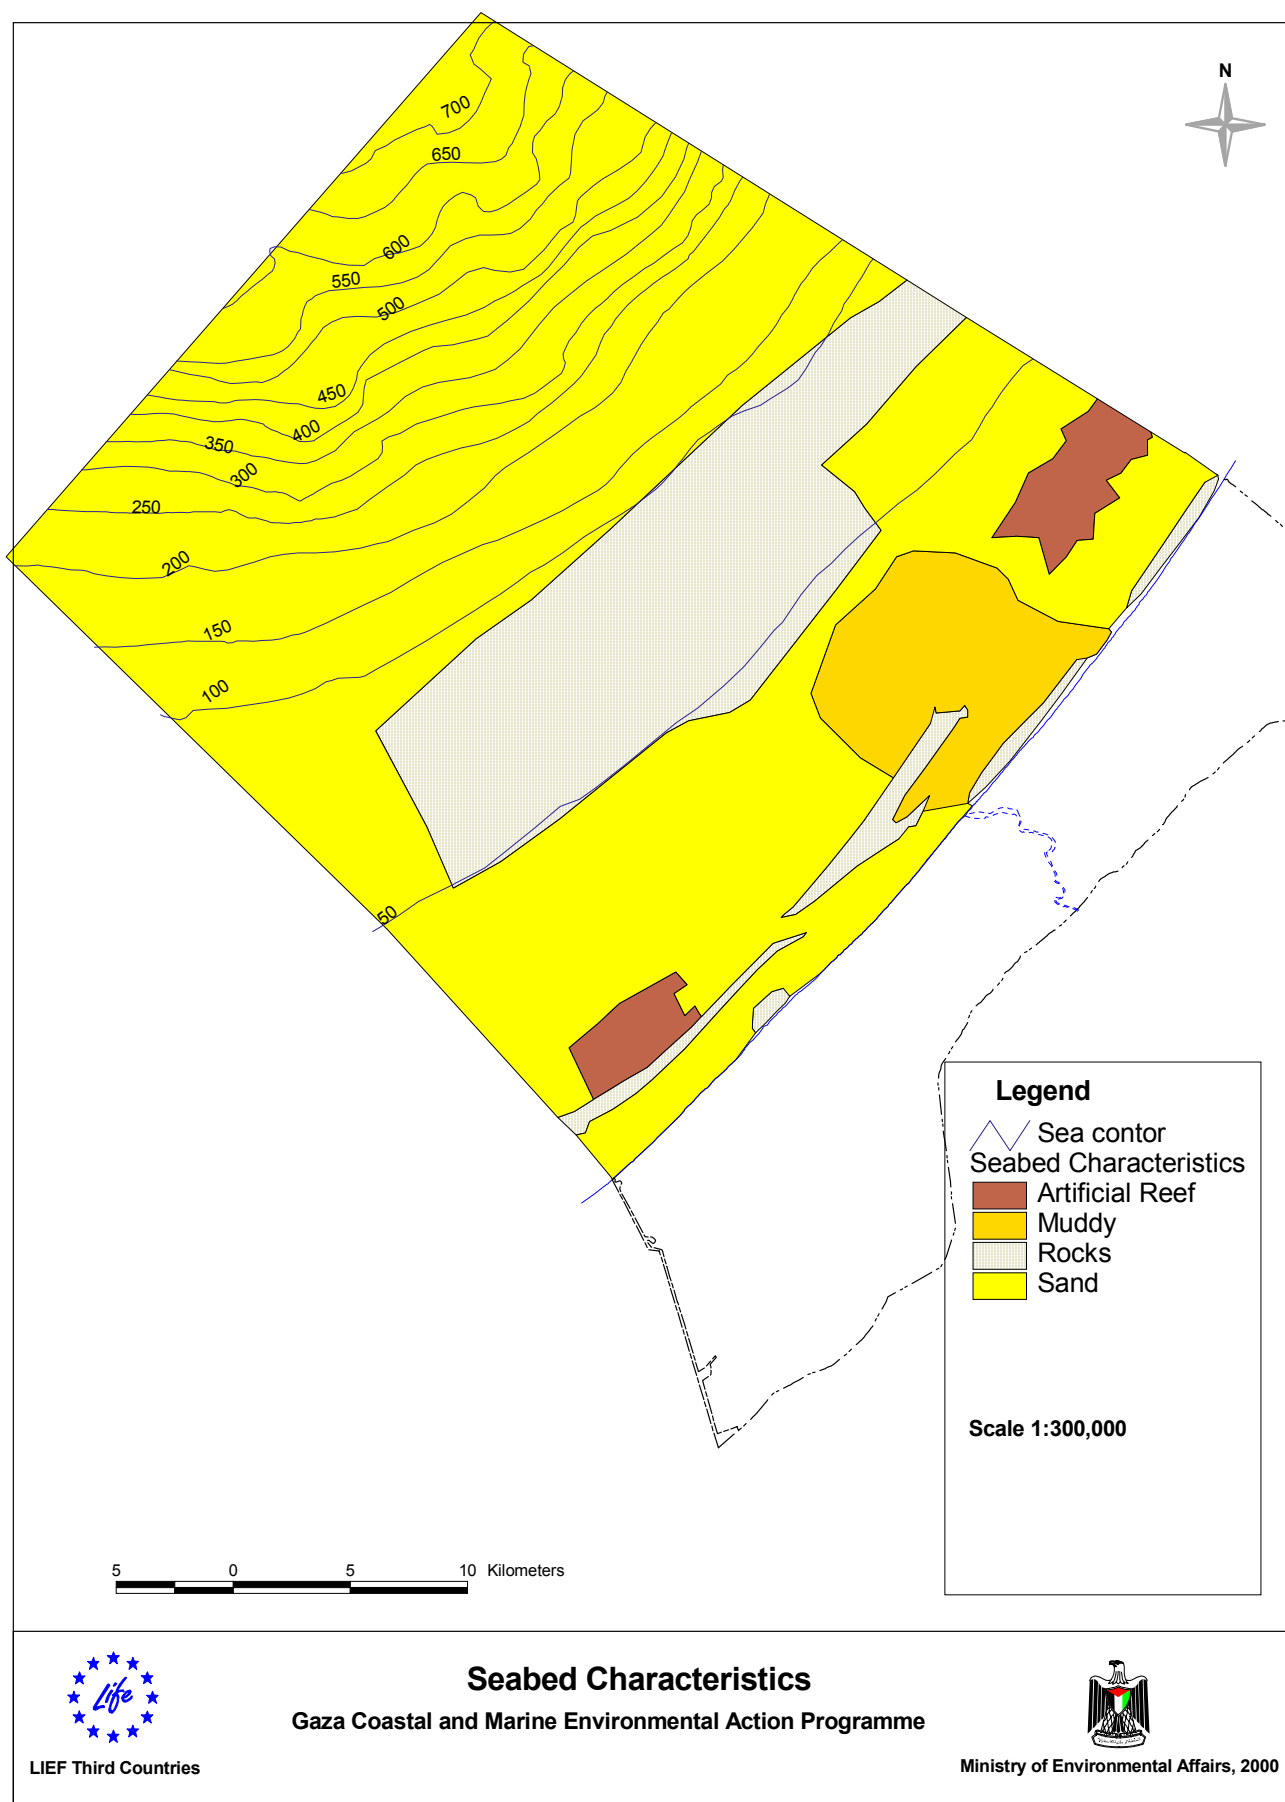 N
700
650
600
550
500
450
400
350
300
250
200
150
100
50
Legend
Sea contor
Seabed Characteristics
Artificial Reef
Muddy
Rocks
Sand
Scale 1:300,000
5 0 5 10 Kilometers
Life
LIEF Third Countries
Seabed Characteristics
Gaza Coastal and Marine Environmental Action Programme
Ministry of Environmental Affairs, 2000